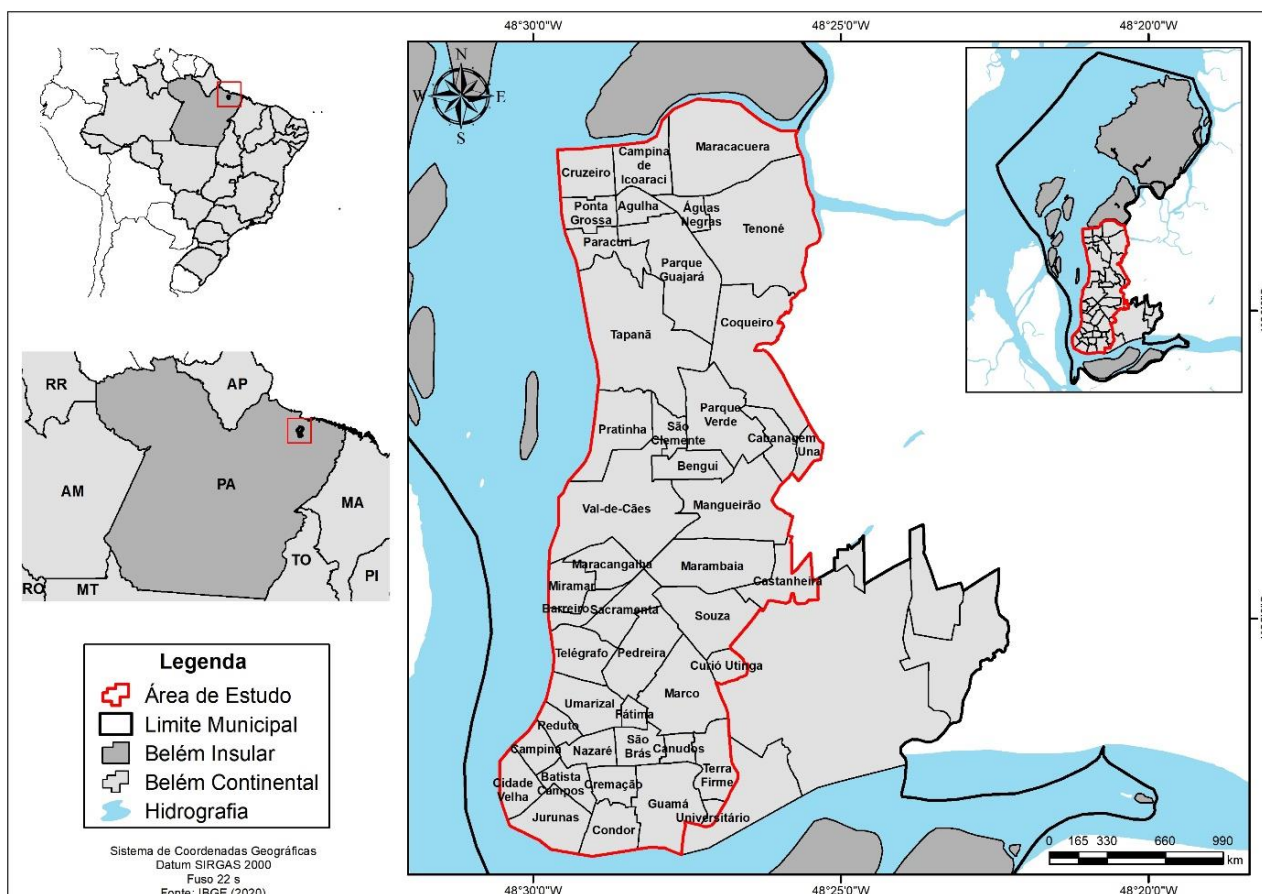 48°30'0"W
48°25'0"W
48°20'0"W
N
W
E
S
Maracacuera
Campina
de
Icoaraci
Cruzeiro
Ponta
Grossa
Agulha
Águas
Negras
Tenoné
Paracuri
Parque
Guajará
Tapanã
Coqueiro
Parque
Verde
Pratinha
São
Clemente
Cabanagem
Una
Bengui
Val-de-Cães
Mangueirão
Maracangalha
Marambaia
Miramar
Castanheira
Barreiro
Sacramenta
Souza
Telégrafo
Pedreira
Curió Utinga
Marco
Umarizal
Fátima
Reduto
São
Brás
Campina
Nazaré
Canudos
Cidade
Velha
Batista
Campos
Cremação
Terra
Firme
Guamá
Universitário
Jurunas
Condor
0 165 330 660 990
km
48°30'0"W
48°25'0"W
48°20'0"W
RR
AP
AM
PA
MA
TO
RO
MT
PI
Legenda
Área de Estudo
Limite Municipal
Belém Insular
Belém Continental
Hidrografia
Sistema de Coordenadas Geográficas
Datum SIRGAS 2000
Fuso 22 s
Fonte: IBGE (2020)